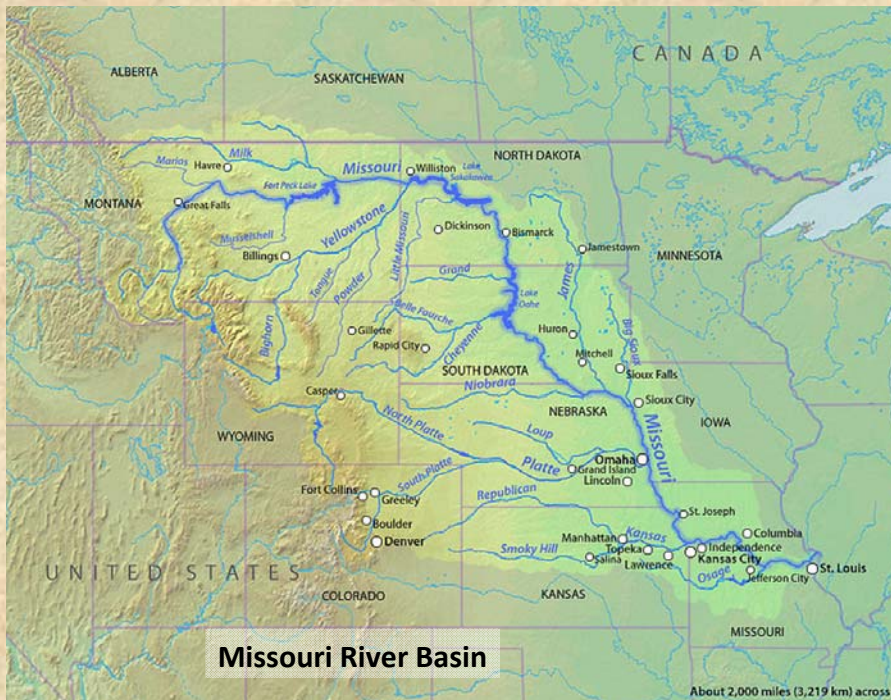 CANADA
ALBERTA
SASKATCHEWAN
NORTH DAKOTA
Marias
Havre
Milk
Missouri
Williston
Lake
Sakakawea
MONTANA
Great Falls
Fort Peck Lake
Musselshell
Yellowstone
Little Missouri
Dickinson
Bismarck
Jamestown
MINNESOTA
Billings
Tongue
Powder
Grand
James
Lake
Oahe
Bighorn
Belle Fourche
Gillette
Cheyenne
Huron
Big Sioux
Rapid City
Mitchell
SOUTH DAKOTA
Sioux Falls
Casper
Niobrara
Sioux City
NEBRASKA
Missouri
IOWA
WYOMING
North Platte
Loup
Omaha
Platte
Grand Island
South Platte
Lincoln
Fort Collins
Greeley
Republican
St. Joseph
Boulder
Denver
Manhattan
Kansas
Columbia
Topeka
Independence
Smoky Hill
Salina
Lawrence
Kansas City
St. Louis
Osage
Jefferson City
UNITED STATES
COLORADO
KANSAS
MISSOURI
Missouri River Basin
About 2,000 miles (3,219 km) across